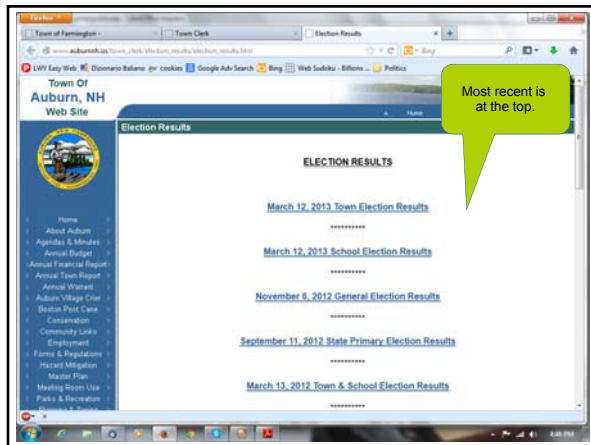 Firefox
Town of Farmington -
Town Clerk
Election Results
www.auburnnh.us/town_clerk/election_results/election_results.htm
Bing
LWV Easy Web
Dizionario Italiano
cookies
Google Adv Search
Bing
Web Sudoku - Billions ...
Politics
Most recent is
at the top.
Town Of
Auburn, NH
Web Site
Home
Election Results
ELECTION RESULTS
March 12, 2013 Town Election Results
**********
March 12, 2013 School Election Results
**********
November 6, 2012 General Election Results
**********
September 11, 2012 State Primary Election Results
**********
March 13, 2012 Town & School Election Results
**********
Home
About Auburn
Agendas & Minutes
Annual Budget
Annual Financial Report
Annual Town Report
Annual Warrant
Auburn Village Crier
Boston Post Cane
Conservation
Community Links
Employment
Forms & Regulations
Hazard Mitigation
Master Plan
Meeting Room Use
Parks & Recreation
Planning & Zoning
8:46 PM